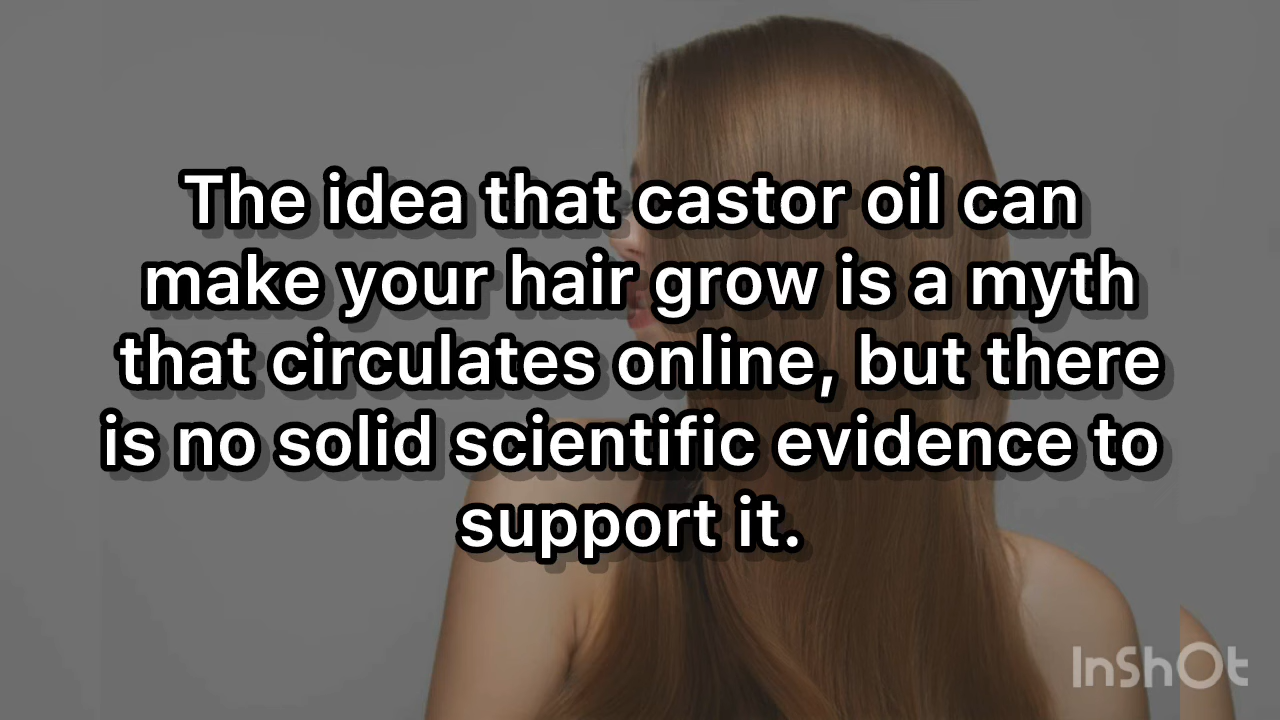 The idea that castor oil can
make your hair grow is a myth
that circulates online, but there
is no solid scientific evidence to
support it.
InShOt